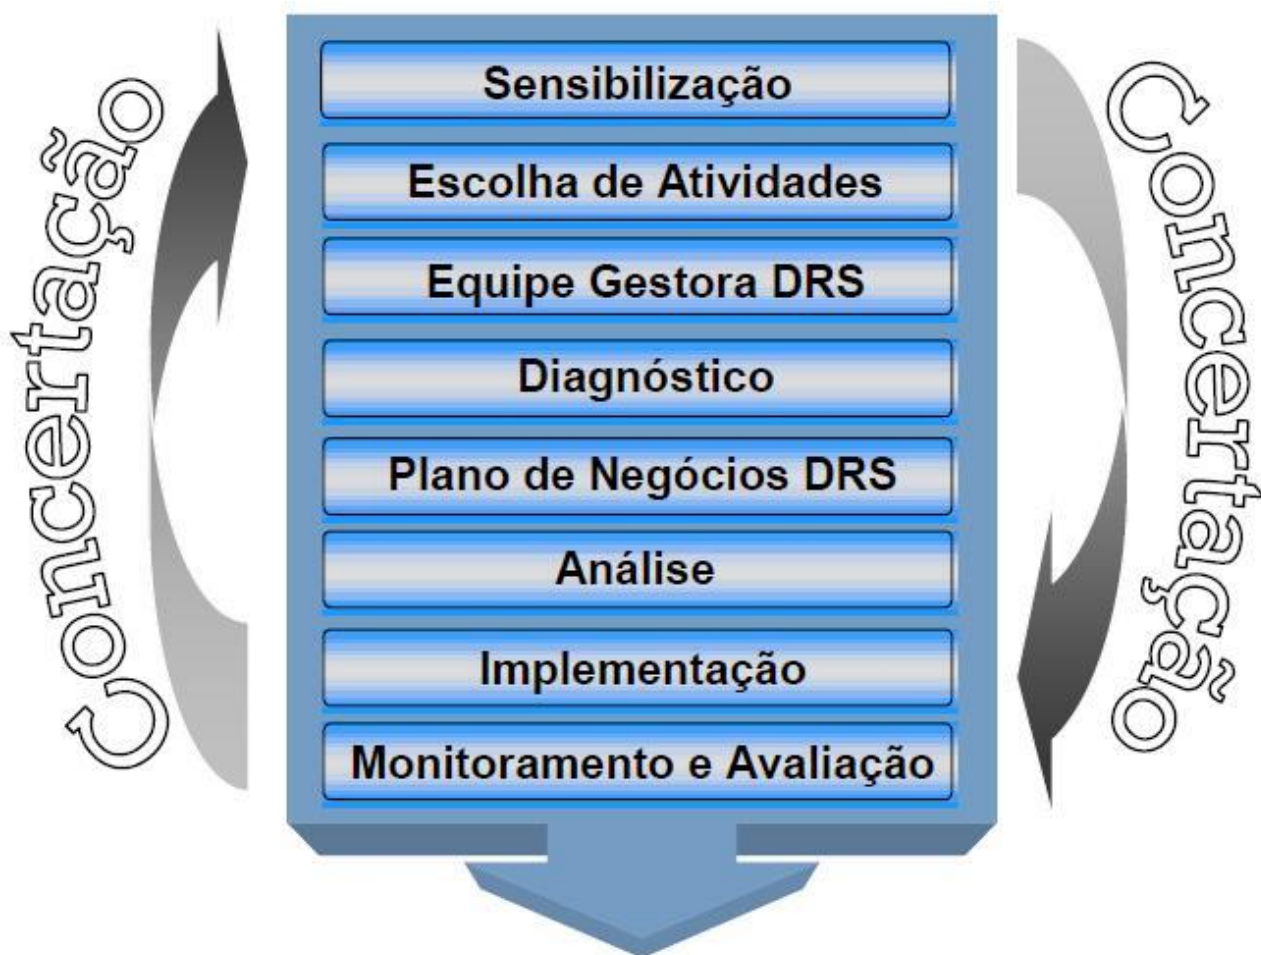 Concertação
Sensibilização
Escolha de Atividades
Equipe Gestora DRS
Diagnóstico
Plano de Negócios DRS
Análise
Implementação
Monitoramento e Avaliação
Concertação